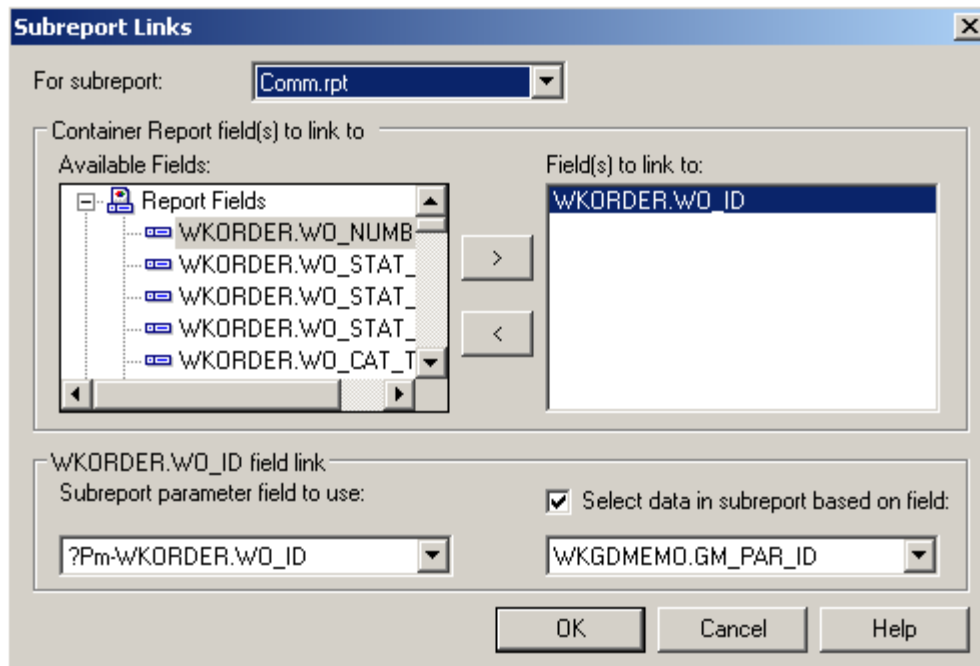 Subreport Links
For subreport: Comm.rpt
Container Report field(s) to link to
Available Fields: Field(s) to link to:
Report Fields WKORDER.WO_ID
WKORDER.WO_NUMB
WKORDER.WO_STAT_
WKORDER.WO_STAT_
WKORDER.WO_STAT_
WKORDER.WO_CAT_T
>
<
WKORDER.WO_ID field link
Subreport parameter field to use: Select data in subreport based on field:
?Pm-WKORDER.WO_ID WKGDMEMO.GM_PAR_ID
OK Cancel Help